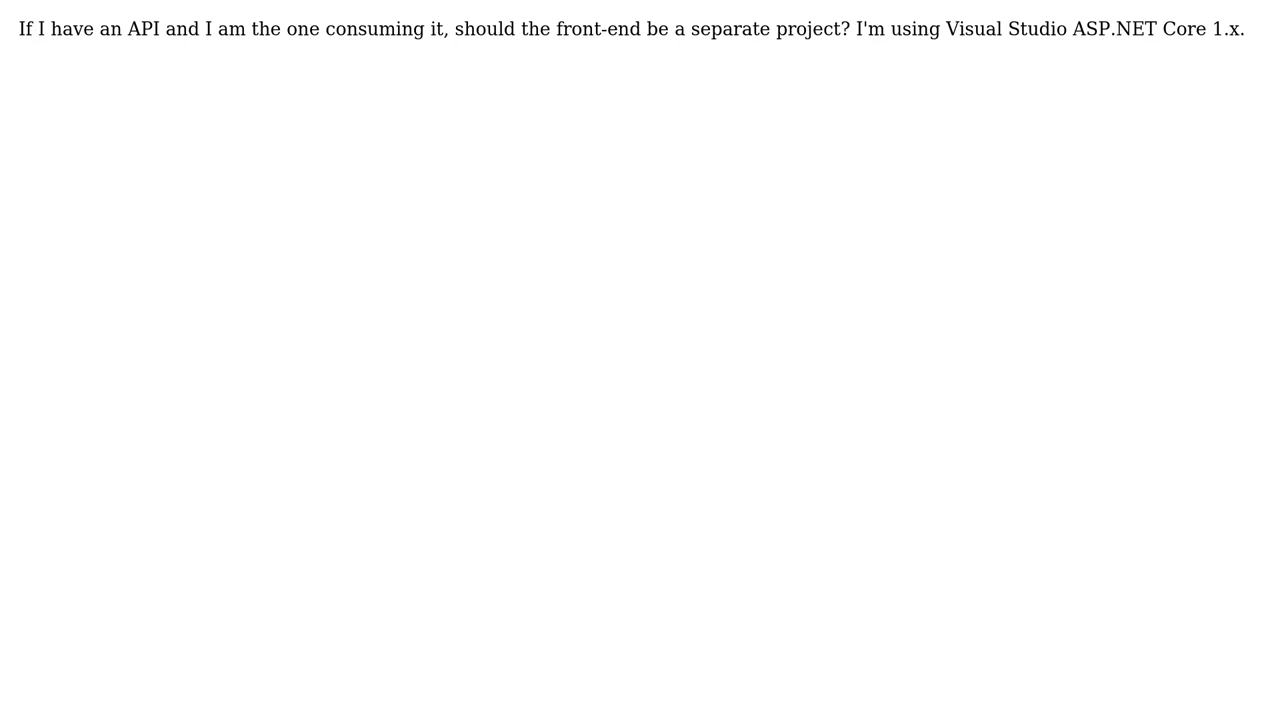 If I have an API and I am the one consuming it, should the front-end be a separate project? I'm using Visual Studio ASP.NET Core 1.x.